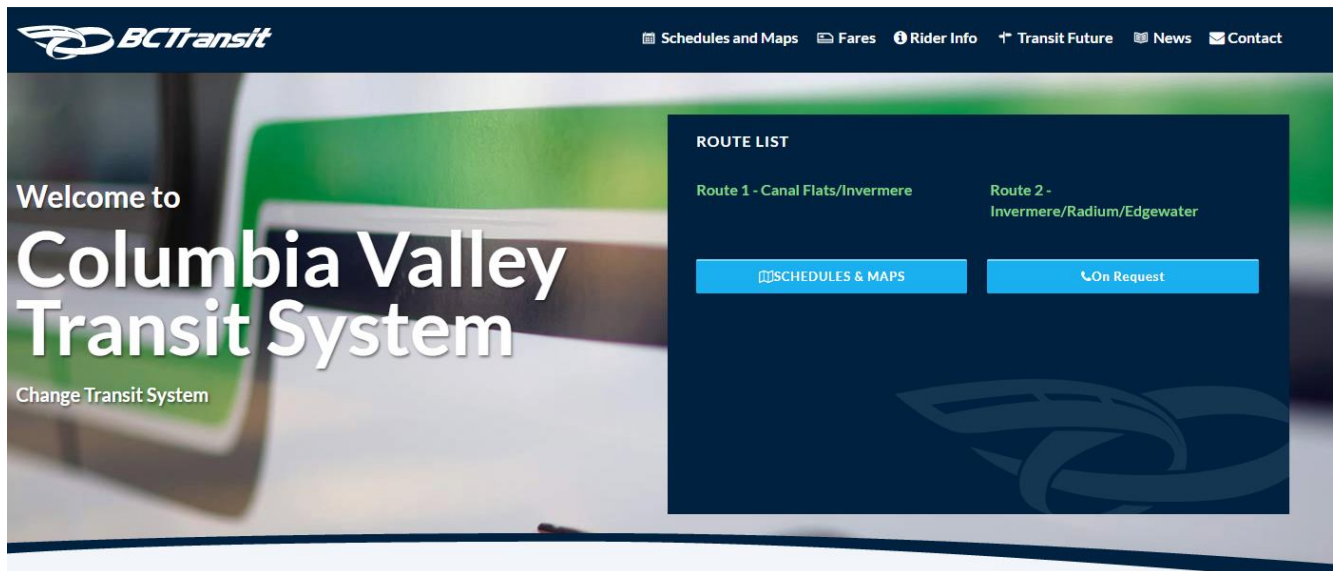 BCTransit
Schedules and Maps Fares Rider Info Transit Future News Contact
Welcome to
Columbia Valley
Transit System
Change Transit System
ROUTE LIST
Route 1 - Canal Flats/Invermere
Route 2 -
Invermere/Radium/Edgewater
SCHEDULES & MAPS
On Request